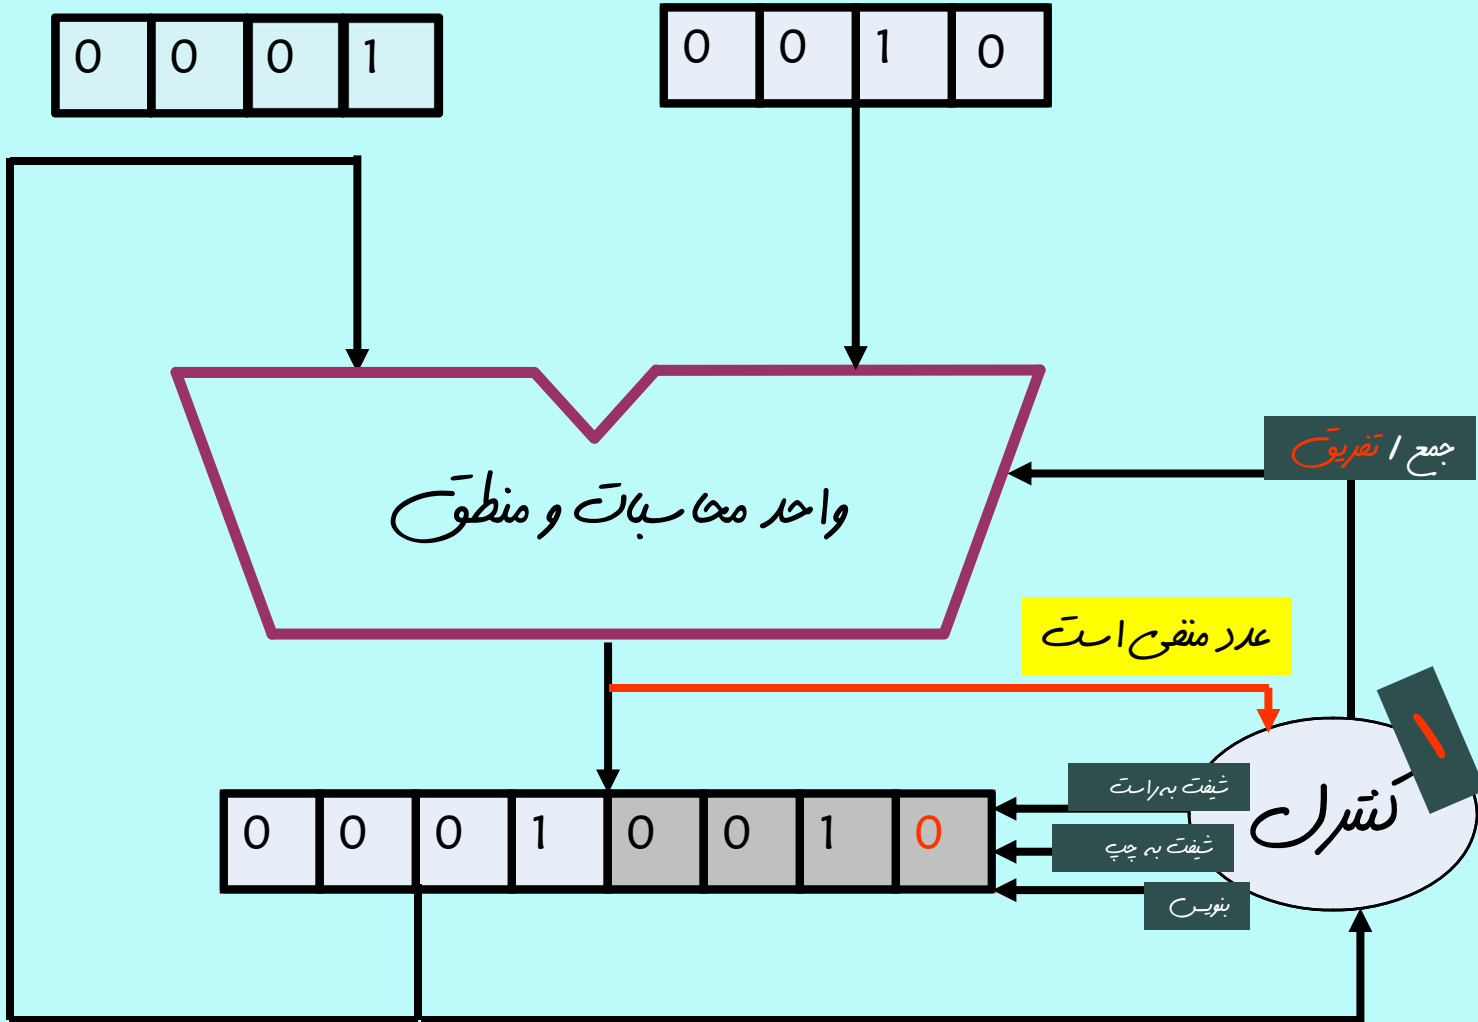 0 0 0 1
0 0 1 0
جمع / تفریق
واحد محاسبات و منطق
عدد منفی است
۱
شیفت به راست
کنترل
0 0 0 1 0 0 1 0
شیفت به چپ
بنویس